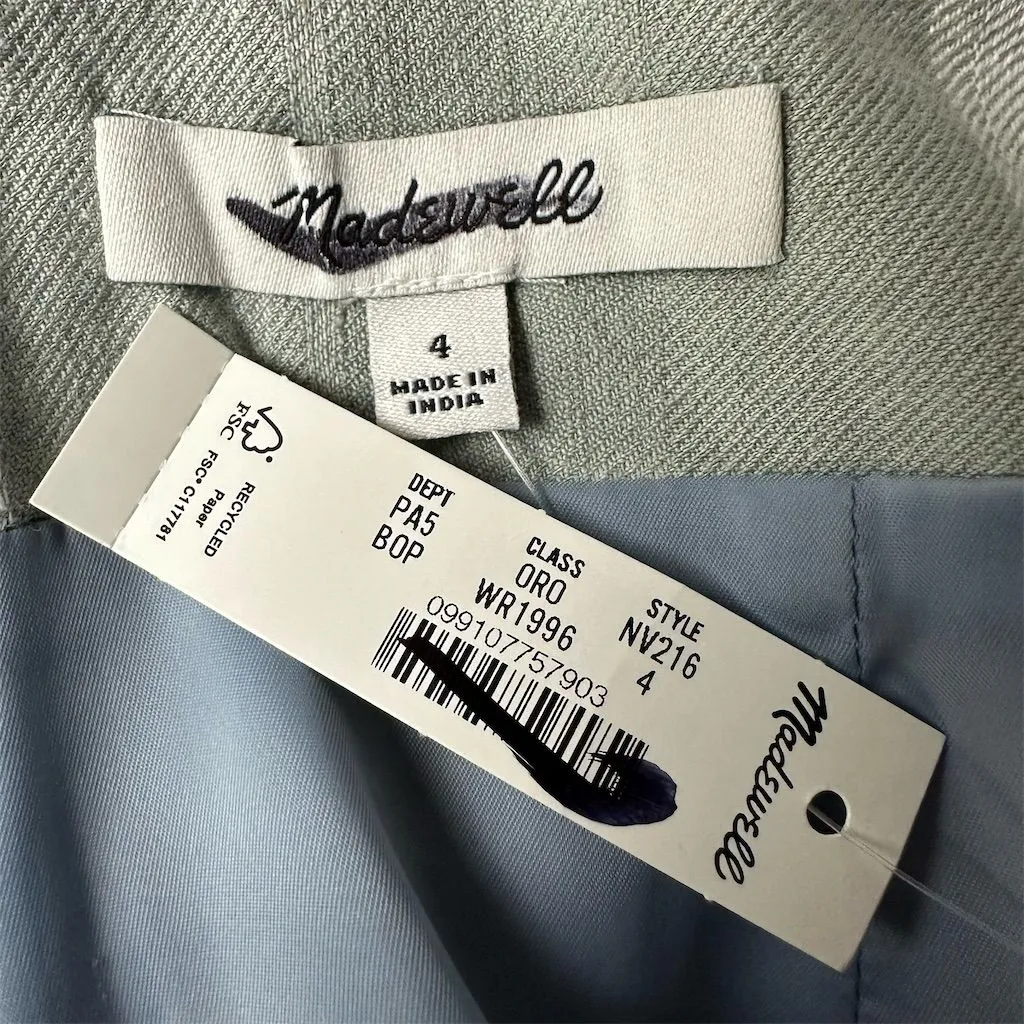 Madewell
4
MADE IN
INDIA
FSC
FSC® C117781
RECYCLED
Paper
DEPT
PA5
BOP
CLASS
ORO
WR1996
STYLE
NV216
4
099107757903
Madewell